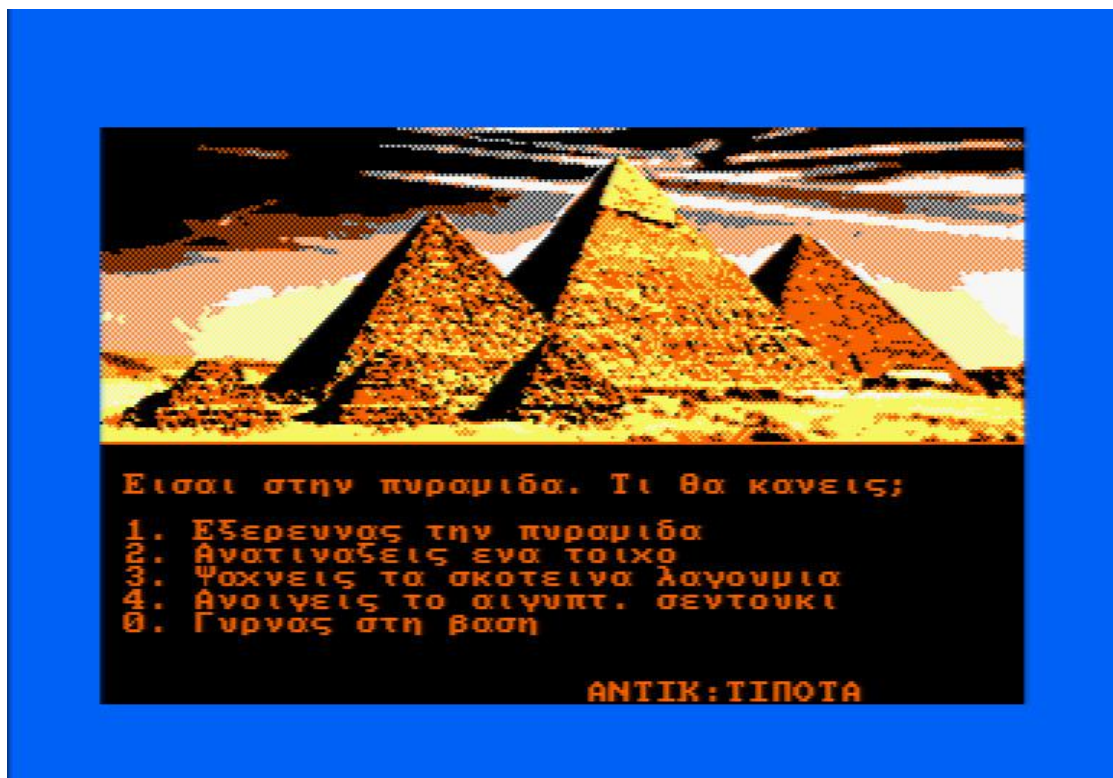 Εισαι στην πυραμιδα. Τι θα κανεις;
1. Εξερευνας την πυραμιδα
2. Ανατιναξεις ενα τοιχο
3. Ψαχνεις τα σκοτεινα λαγουμια
4. Ανοιγεις το αιγυπτ. σεντουκι
0. Γυρνας στη βαση
ΑΝΤΙΚ:ΤΙΠΟΤΑ